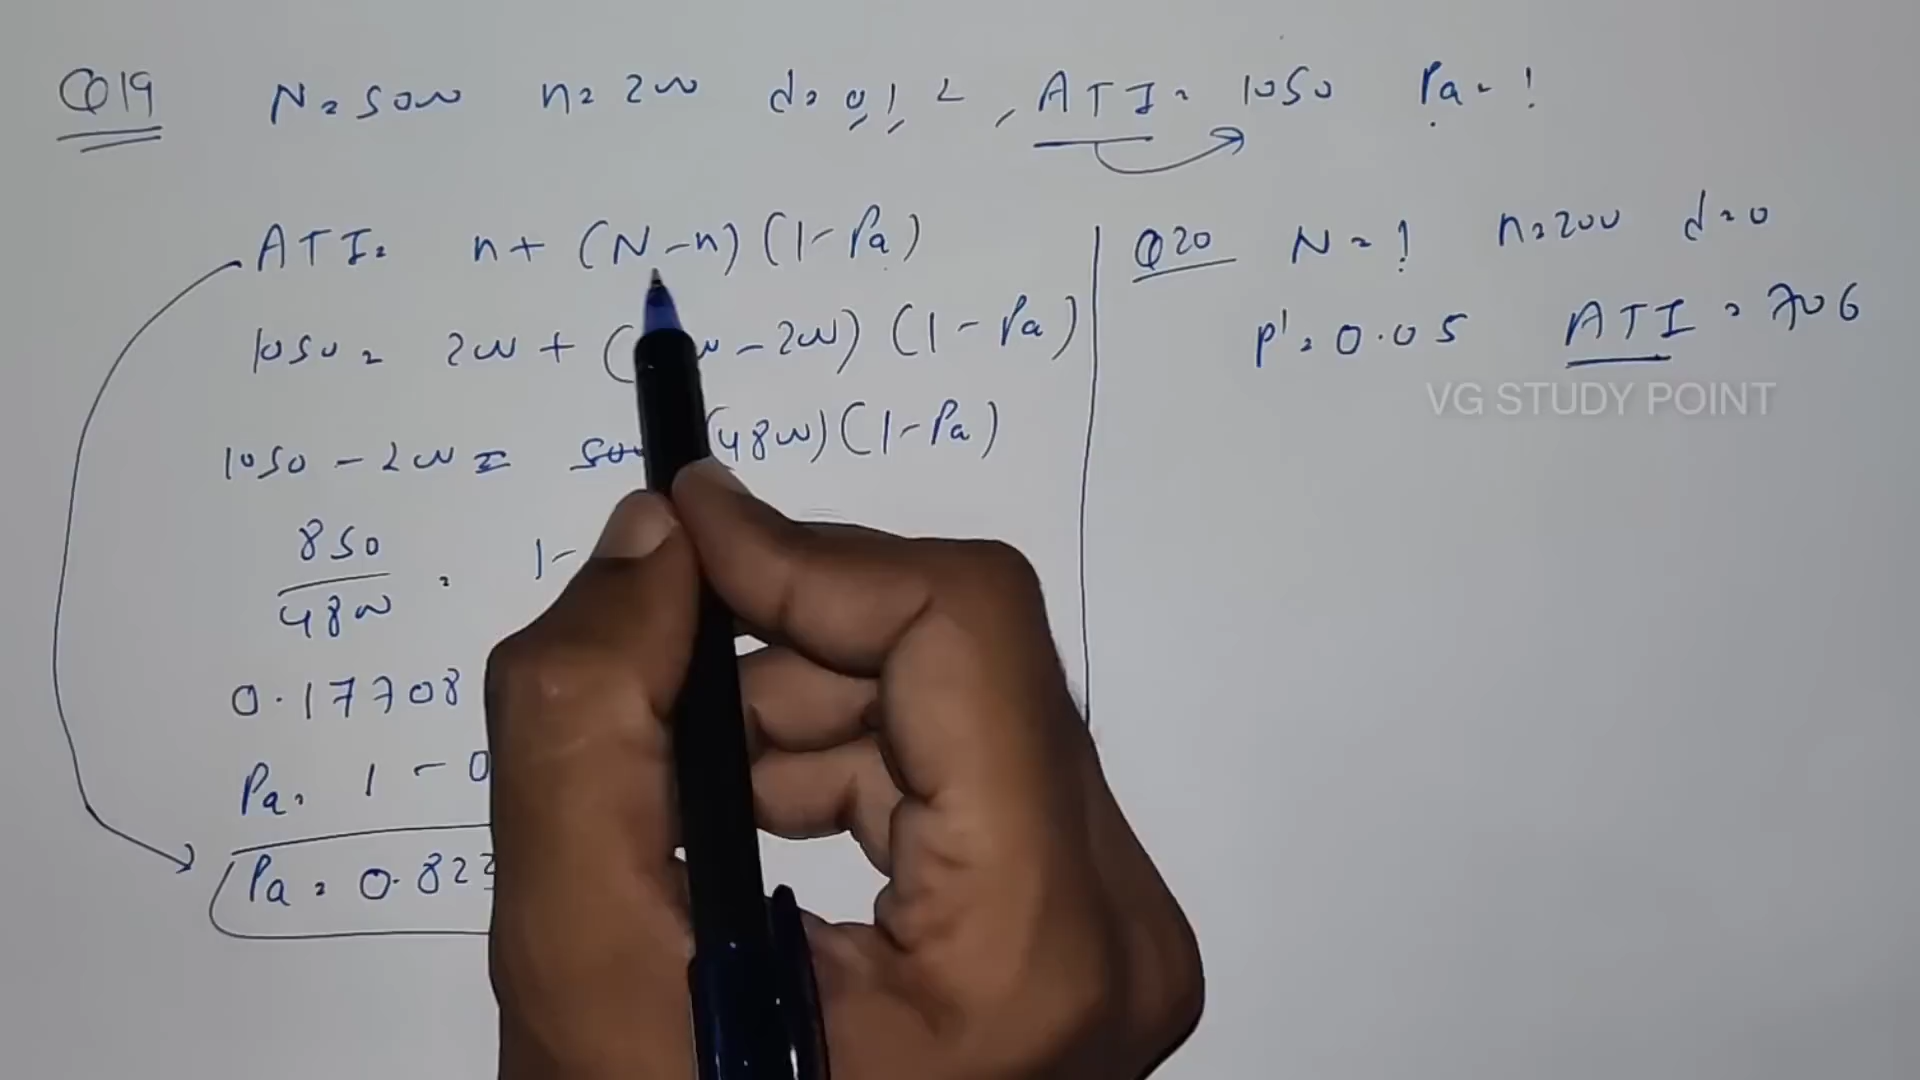 Q19 N=5000 n=200 d=0,1,2, ATI=1050 Pa=!
ATI= n+(N-n)(1-Pa)
1050= 200+( -200)(1-Pa)
1050-200= (4800)(1-Pa)
850
4800 = 1-
0.17708
Pa= 1-0
Pa=0.822
Q20 N=! n=200 d=0
p'=0.05 ATI=706
VG STUDY POINT